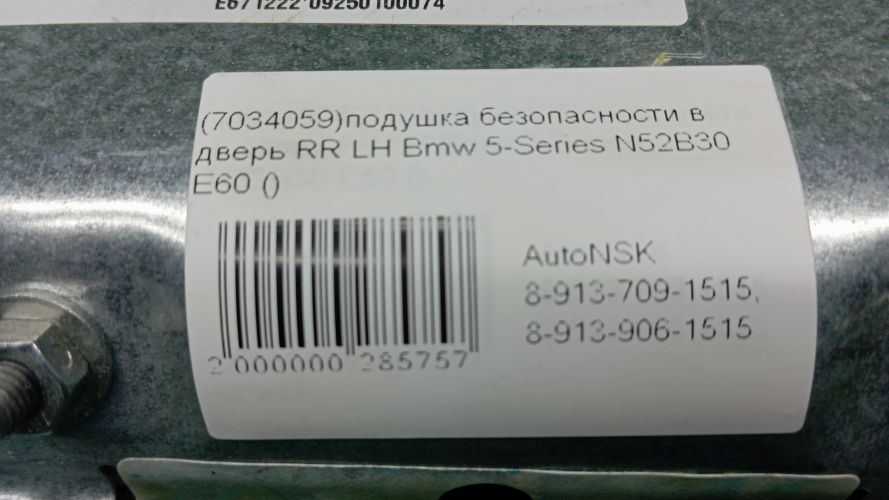 E671222 09250100074
(7034059)подушка безопасности в
дверь RR LH Bmw 5-Series N52B30
E60 ()
AutoNSK
8-913-709-1515,
8-913-906-1515
2 000000 285757